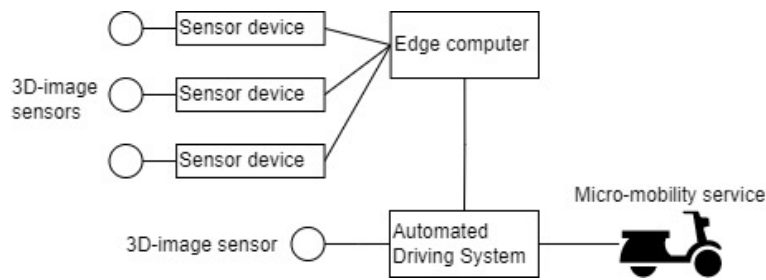 Sensor device
Edge computer
3D-image
sensors
Sensor device
Sensor device
Micro-mobility service
3D-image sensor
Automated
Driving System